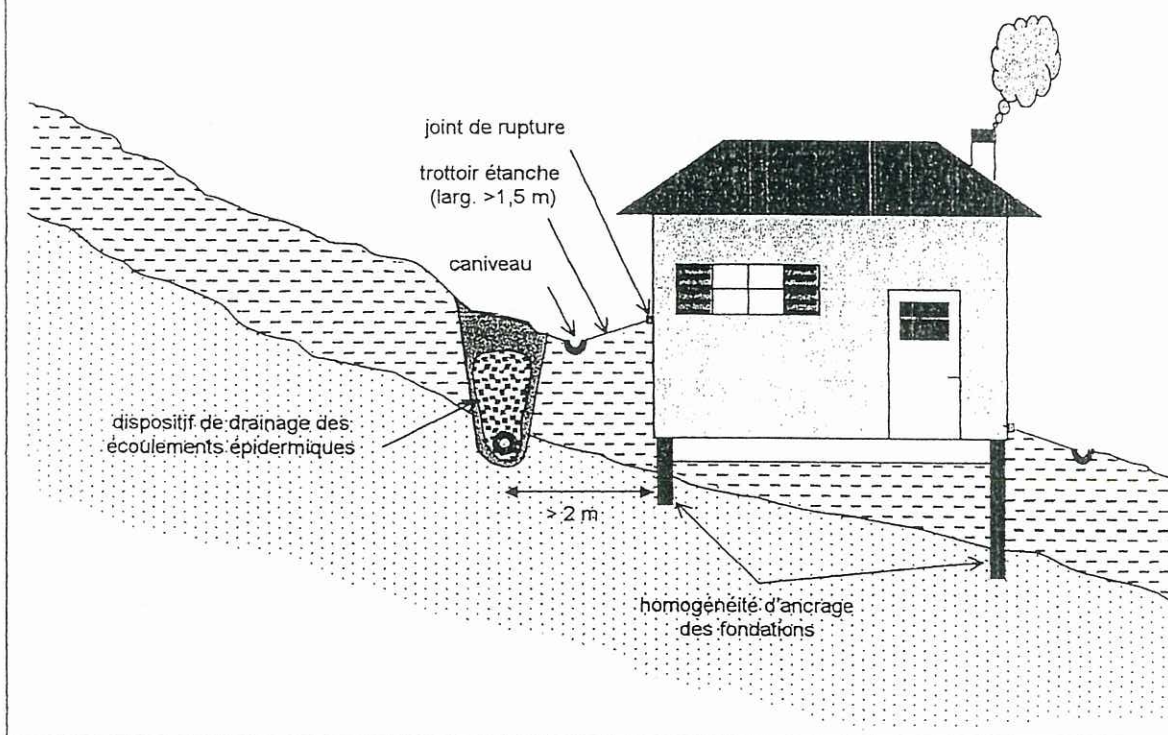 joint de rupture
trottoir étanche
(larg. >1,5 m)
caniveau
dispositif de drainage des
écoulements épidermiques
> 2 m
homogénéité d'ancrage
des fondations